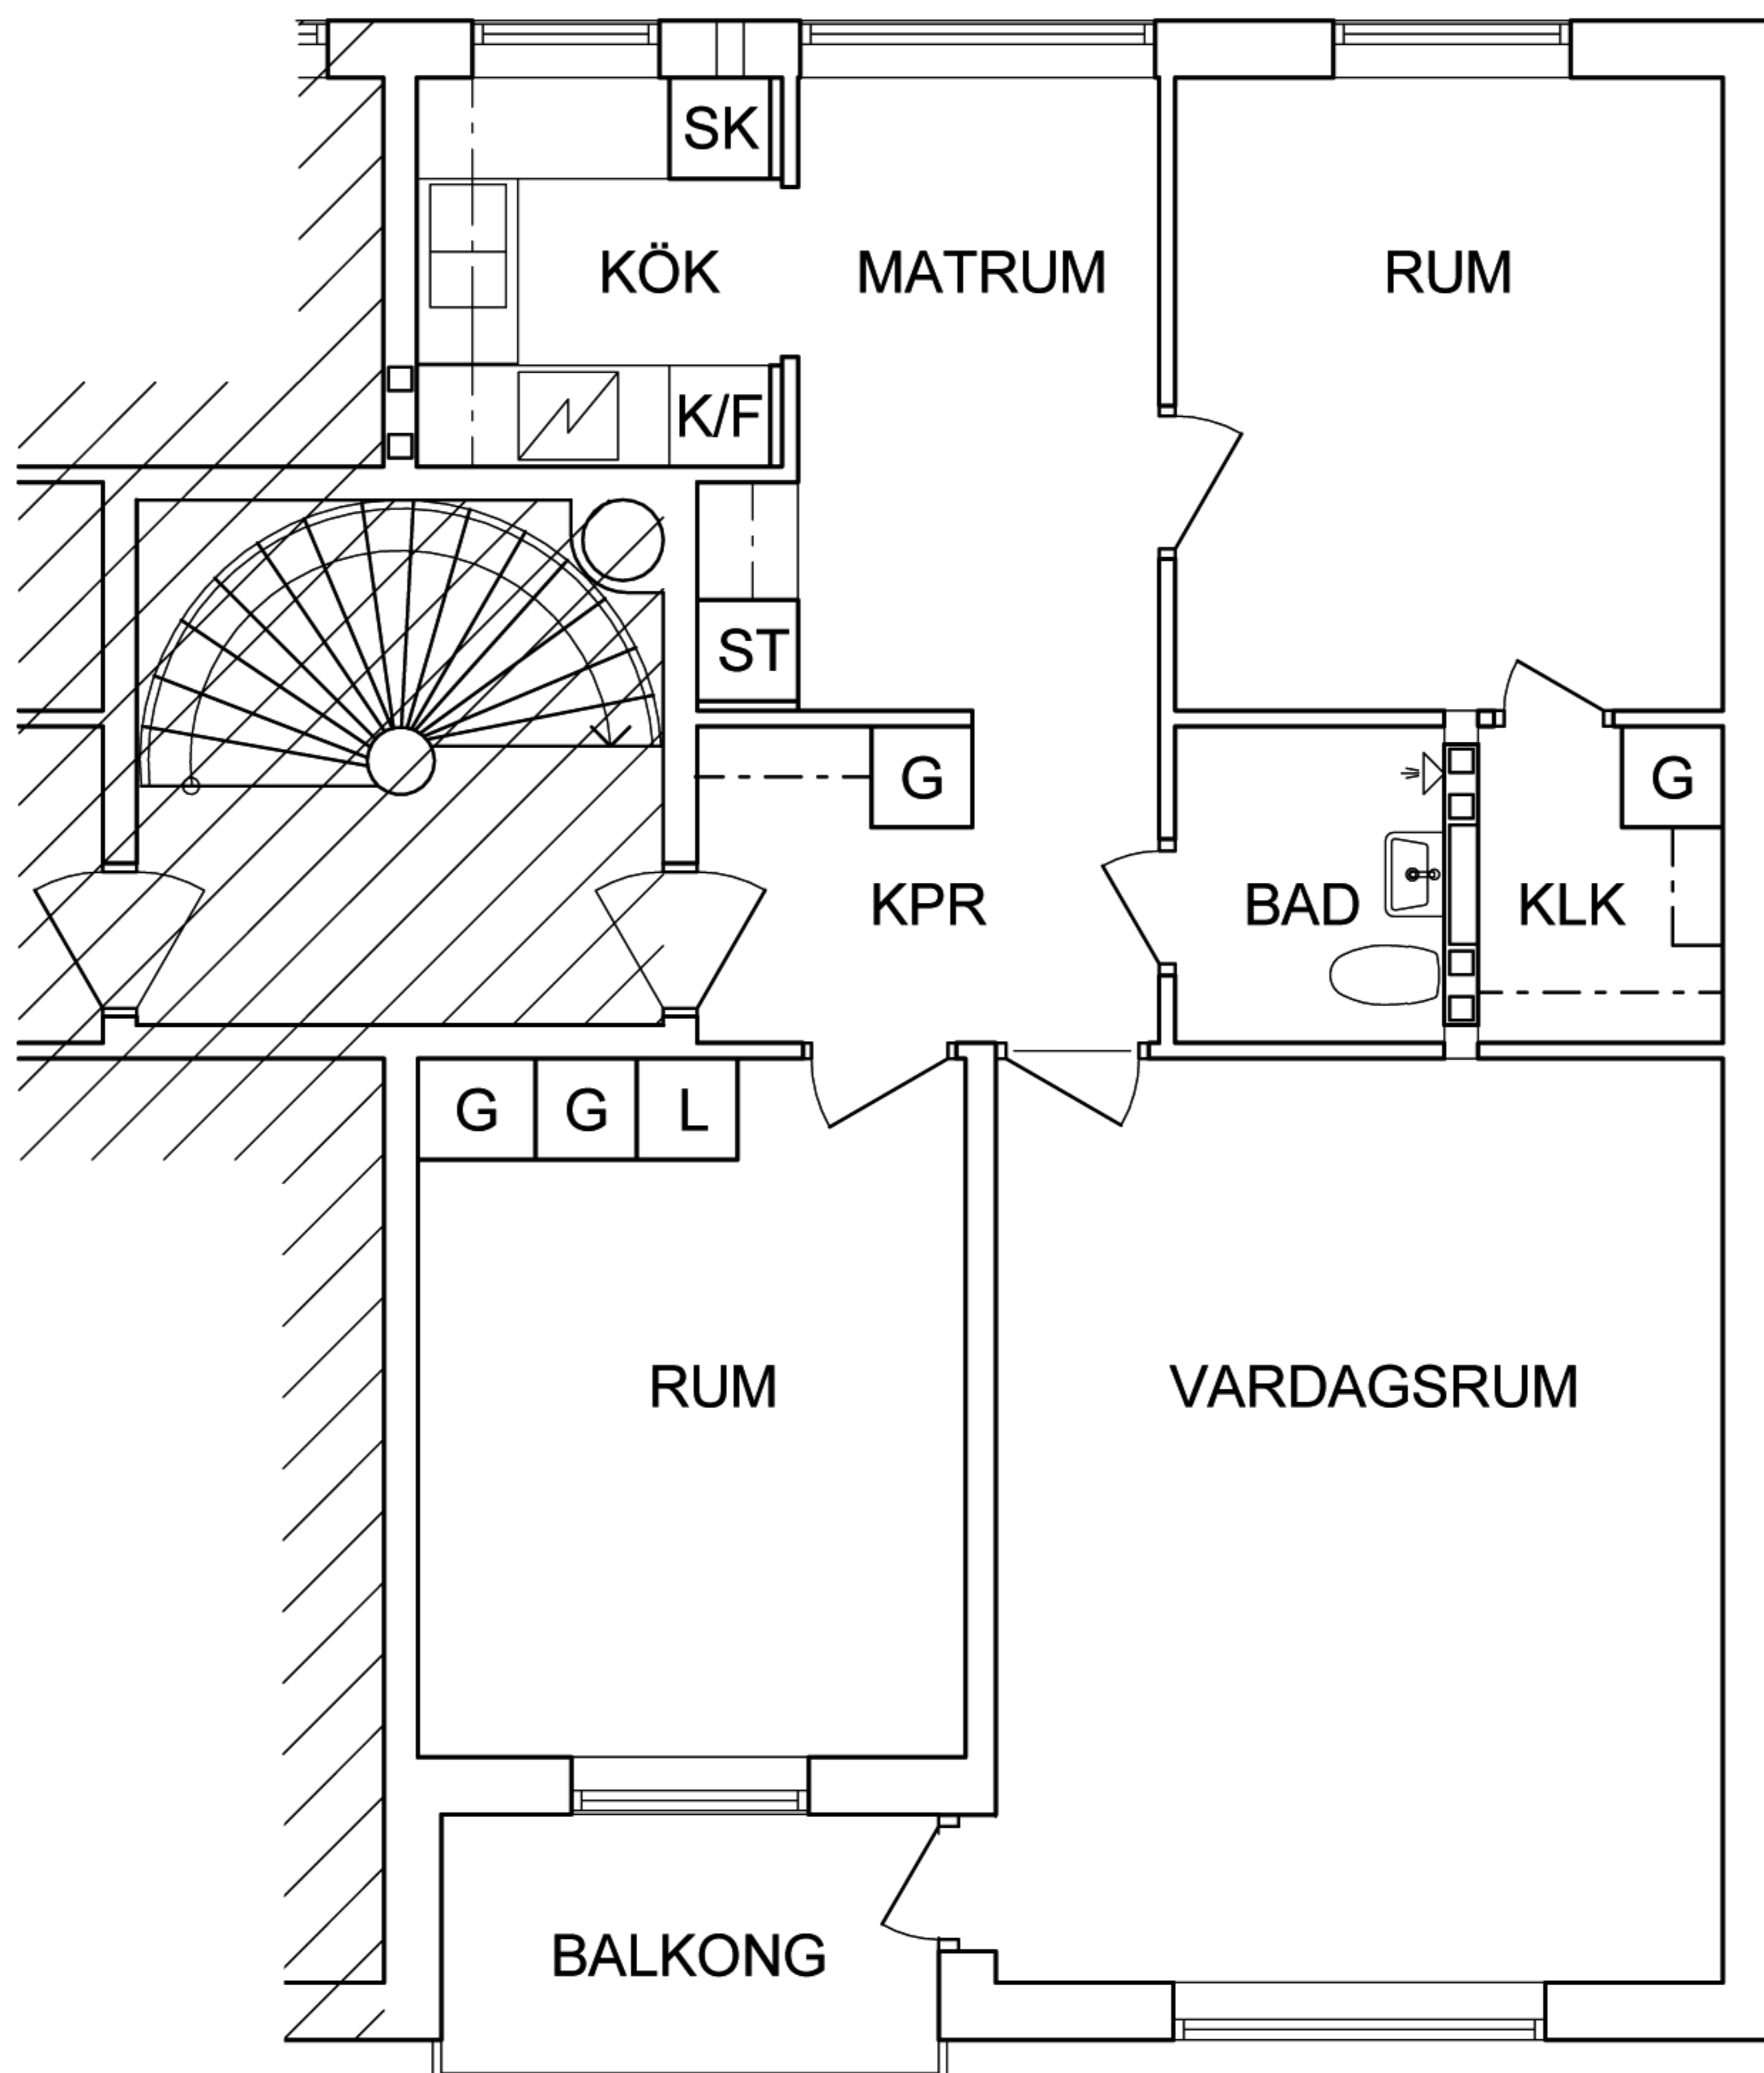 SK
KÖK
MATRUM
RUM
K/F
ST
G
G
KPR
BAD
KLK
G
G
L
RUM
VARDAGSRUM
BALKONG